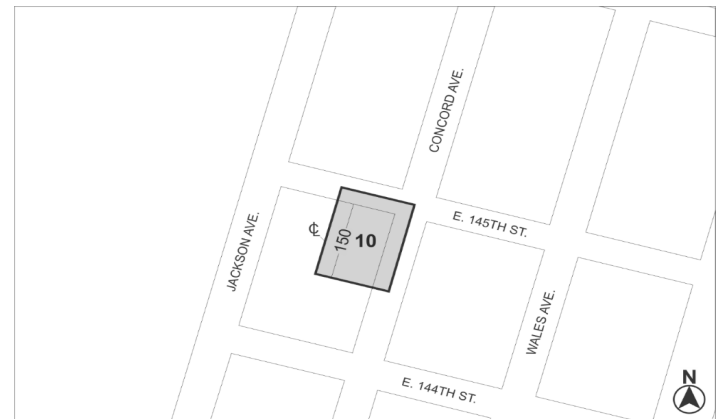 CONCORD AVE.
JACKSON AVE.
℄
150
10
E. 145TH ST.
WALES AVE.
E. 144TH ST.
N